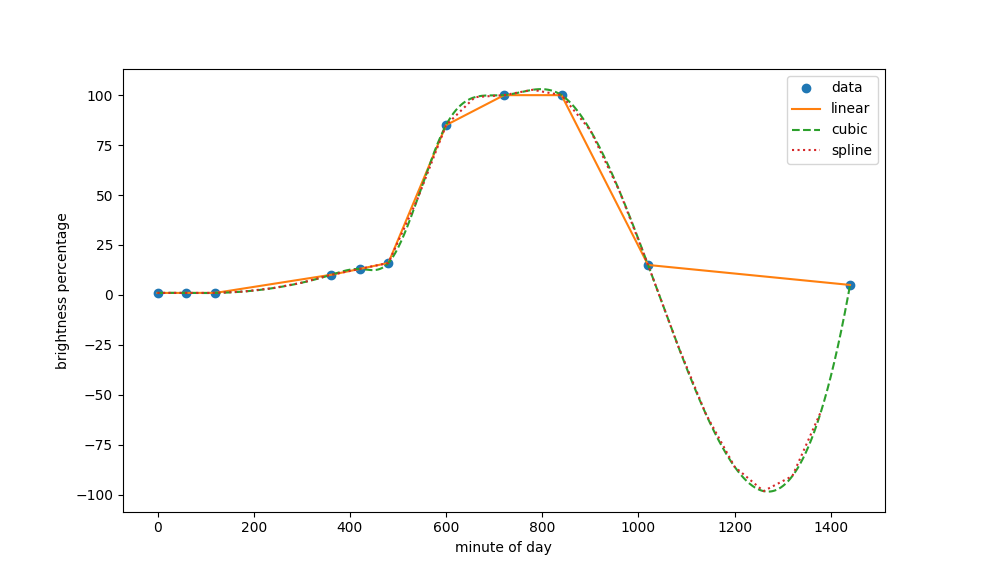 data
linear
cubic
spline
100
75
50
25
0
−25
−50
−75
−100
brightness percentage
0 200 400 600 800 1000 1200 1400
minute of day